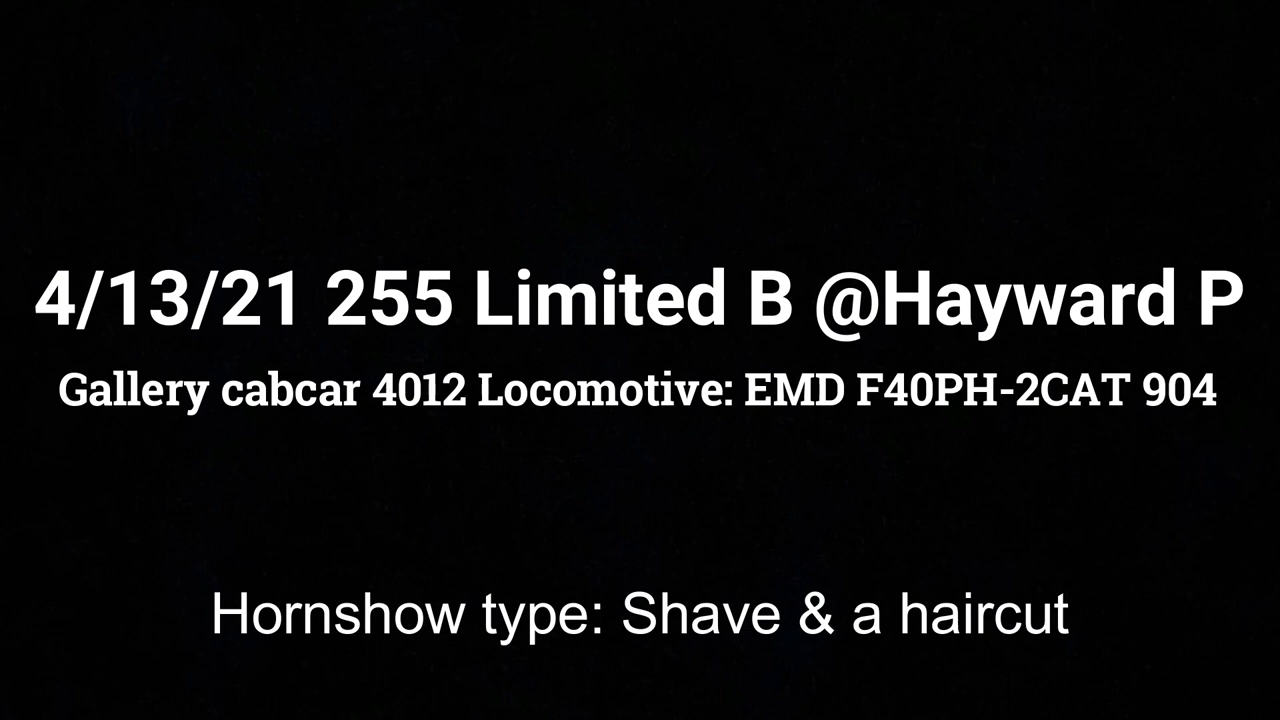 4/13/21 255 Limited B @Hayward P
Gallery cabcar 4012 Locomotive: EMD F40PH-2CAT 904
Hornshow type: Shave & a haircut